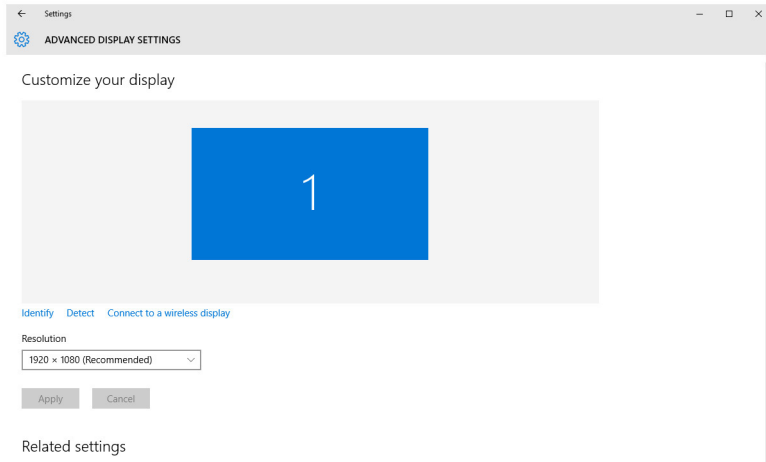 Settings
ADVANCED DISPLAY SETTINGS
Customize your display
1
Identify Detect Connect to a wireless display
Resolution
1920 × 1080 (Recommended)
Apply Cancel
Related settings